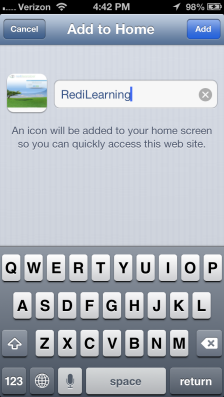 Verizon 4:42 PM 98%
Cancel Add to Home Add
RediLearning
An icon will be added to your home screen
so you can quickly access this web site.
Q W E R T Y U I O P
A S D F G H J K L
Z X C V B N M
123 space return